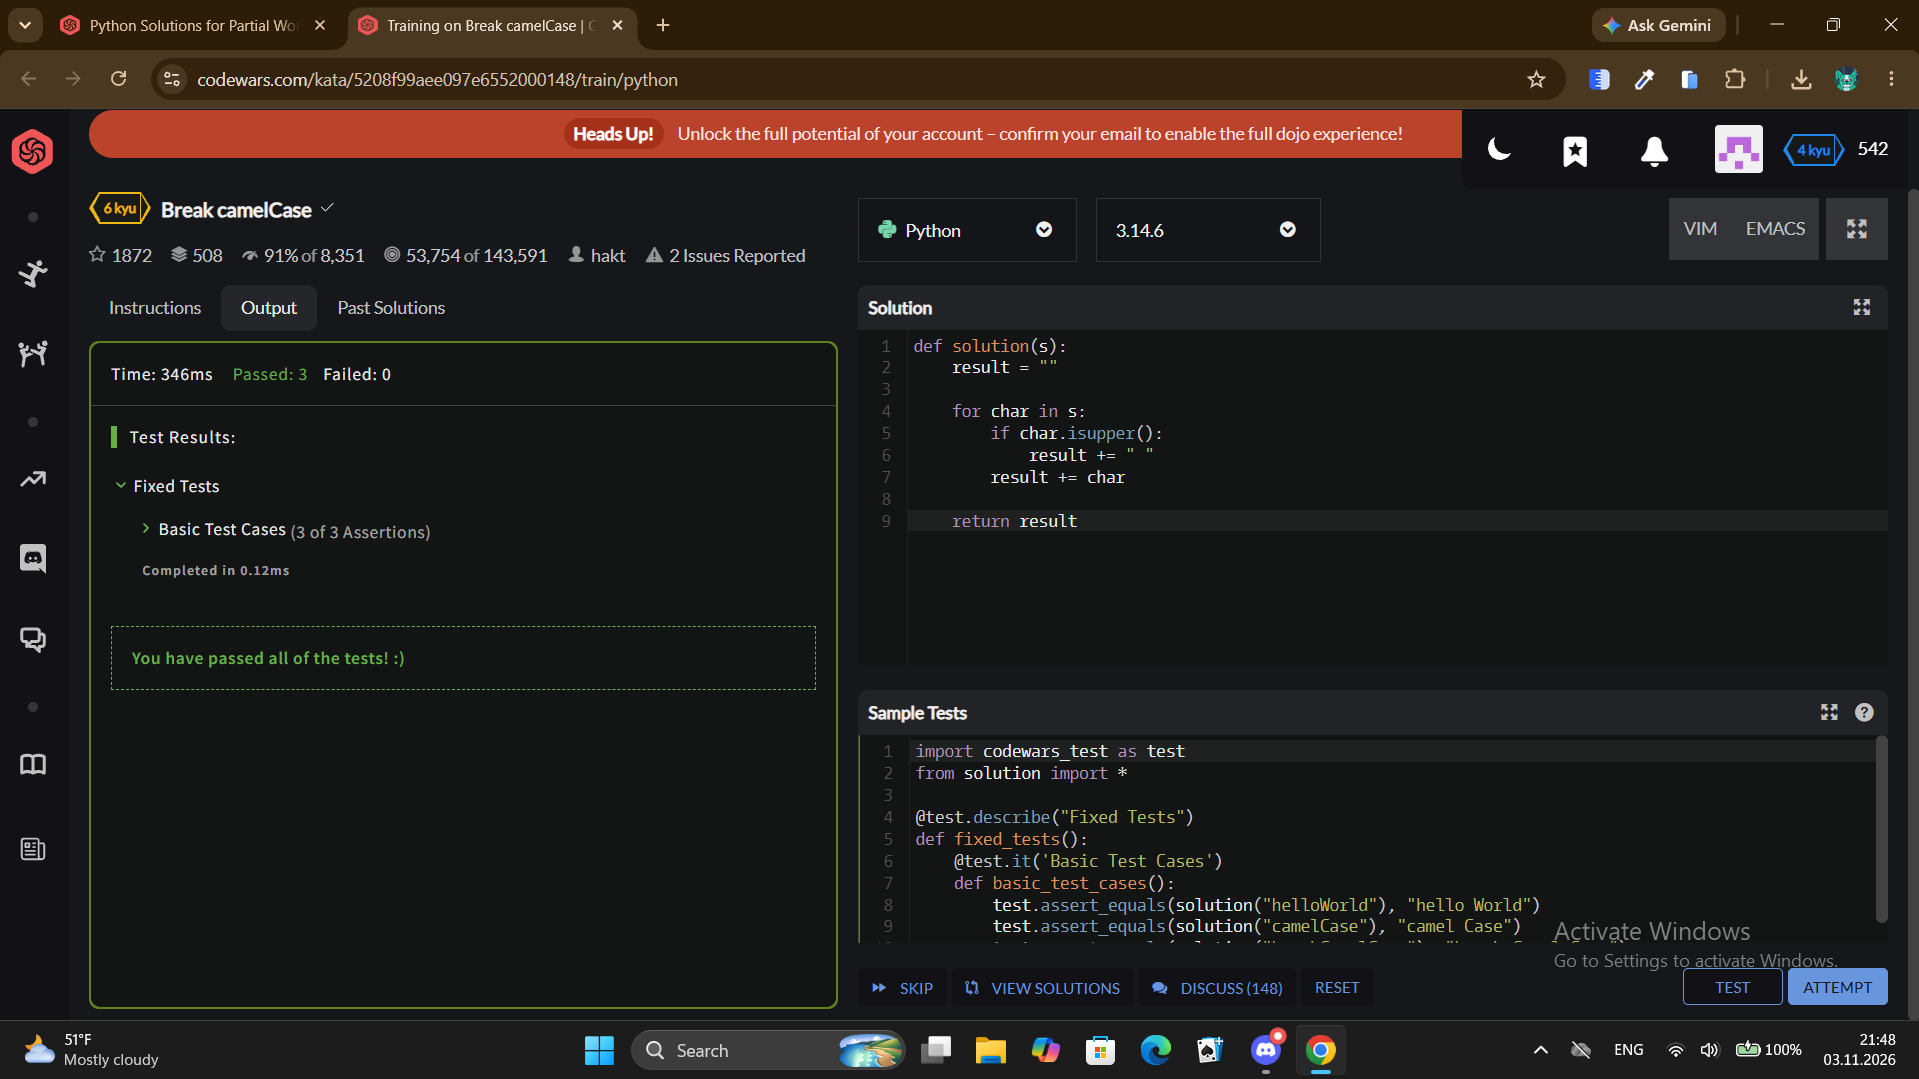 Python Solutions for Partial Wo
Training on Break camelCase | C
Ask Gemini
codewars.com/kata/5208f99aee097e6552000148/train/python
Heads Up! Unlock the full potential of your account – confirm your email to enable the full dojo experience!
4 kyu 542
6 kyu Break camelCase
1872 508 91% of 8,351 53,754 of 143,591 hakt 2 Issues Reported
Python
3.14.6
VIM EMACS
Instructions Output Past Solutions
Time: 346ms Passed: 3 Failed: 0
Test Results:
Fixed Tests
Basic Test Cases (3 of 3 Assertions)
Completed in 0.12ms
You have passed all of the tests! :)
Solution
1 def solution(s):
2     result = ""
3
4     for char in s:
5         if char.isupper():
6             result += " "
7         result += char
8
9     return result
Sample Tests
1 import codewars_test as test
2 from solution import *
3
4 @test.describe("Fixed Tests")
5 def fixed_tests():
6     @test.it('Basic Test Cases')
7     def basic_test_cases():
8         test.assert_equals(solution("helloWorld"), "hello World")
9         test.assert_equals(solution("camelCase"), "camel Case")
Activate Windows
Go to Settings to activate Windows.
SKIP VIEW SOLUTIONS DISCUSS (148) RESET TEST ATTEMPT
51°F
Mostly cloudy
Search
ENG
100%
21:48
03.11.2026